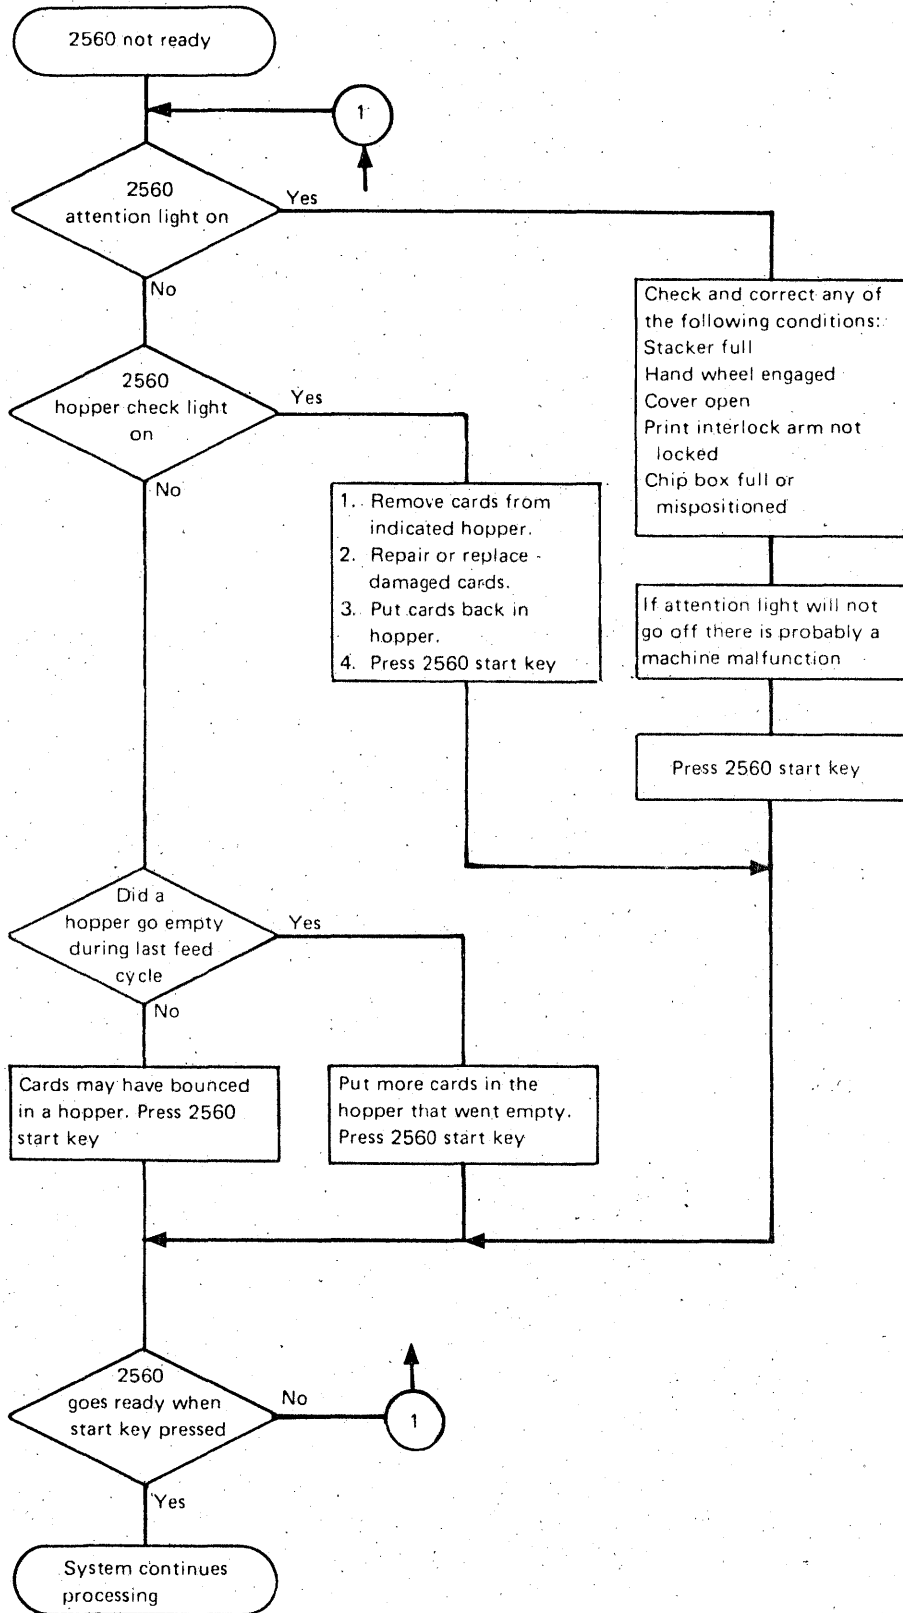 2560 not ready
1
2560
attention light on
Yes
No
Check and correct any of
the following conditions:
Stacker full
Hand wheel engaged
Cover open
Print interlock arm not
locked
Chip box full or
mispositioned
2560
hopper check light
on
Yes
No
1. Remove cards from
indicated hopper.
2. Repair or replace
damaged cards.
3. Put cards back in
hopper.
4. Press 2560 start key
If attention light will not
go off there is probably a
machine malfunction
Press 2560 start key
Did a
hopper go empty
during last feed
cycle
Yes
No
Cards may have bounced
in a hopper. Press 2560
start key
Put more cards in the
hopper that went empty.
Press 2560 start key
2560
goes ready when
start key pressed
No
1
Yes
System continues
processing